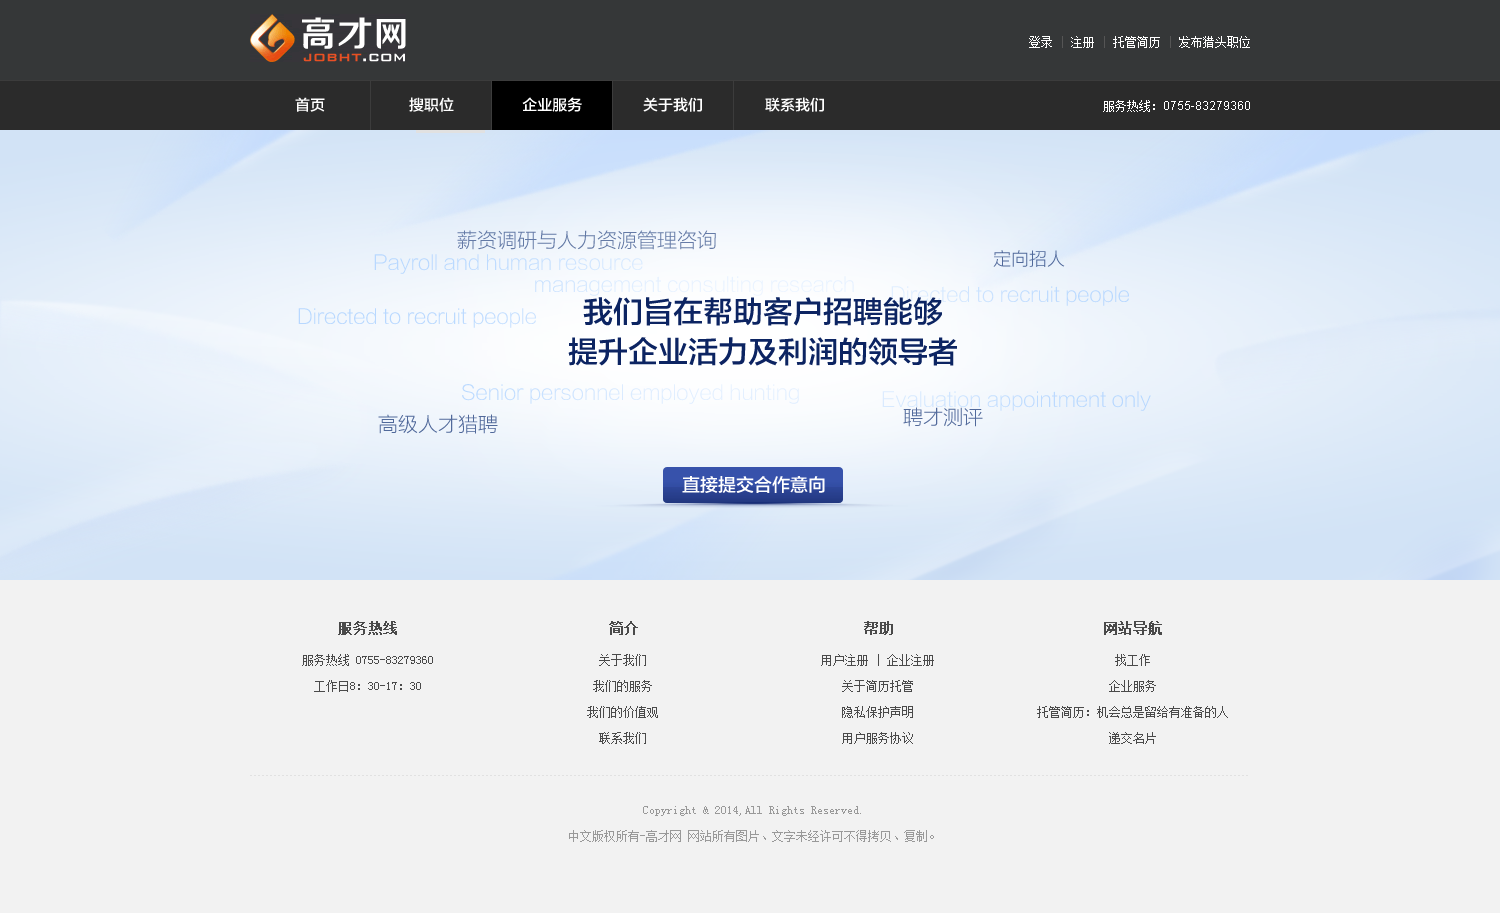 高才网
JOBHT.COM
登录 | 注册 | 托管简历 | 发布猎头职位
首页 搜职位 企业服务 关于我们 联系我们 服务热线：0755-83279360
薪资调研与人力资源管理咨询
Payroll and human resource
management consulting research
定向招人
Directed to recruit people
Directed to recruit people
我们旨在帮助客户招聘能够
提升企业活力及利润的领导者
Senior personnel employed hunting
高级人才猎聘
Evaluation appointment only
聘才测评
直接提交合作意向
服务热线
服务热线 0755-83279360
工作日8：30-17：30
简介
关于我们
我们的服务
我们的价值观
联系我们
帮助
用户注册 | 企业注册
关于简历托管
隐私保护声明
用户服务协议
网站导航
找工作
企业服务
托管简历：机会总是留给有准备的人
递交名片
Copyright @ 2014,All Rights Reserved.
中文版权所有-高才网 网站所有图片、文字未经许可不得拷贝、复制。